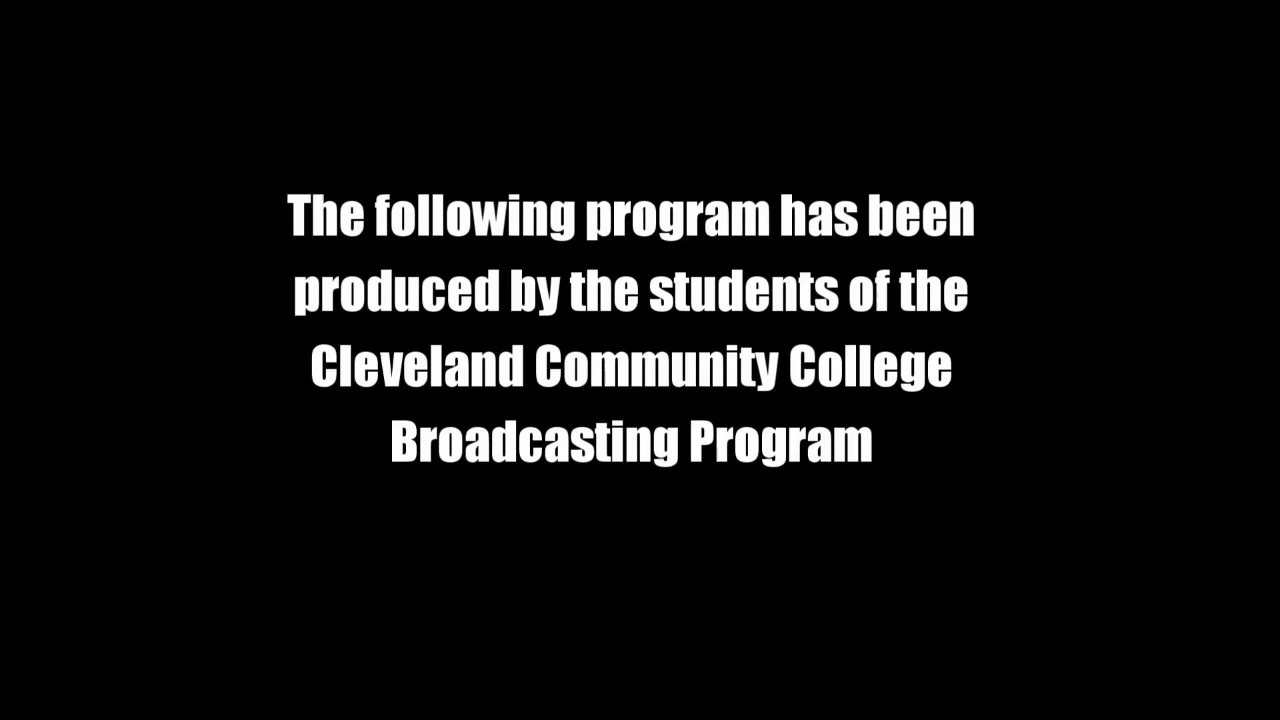 The following program has been
produced by the students of the
Cleveland Community College
Broadcasting Program